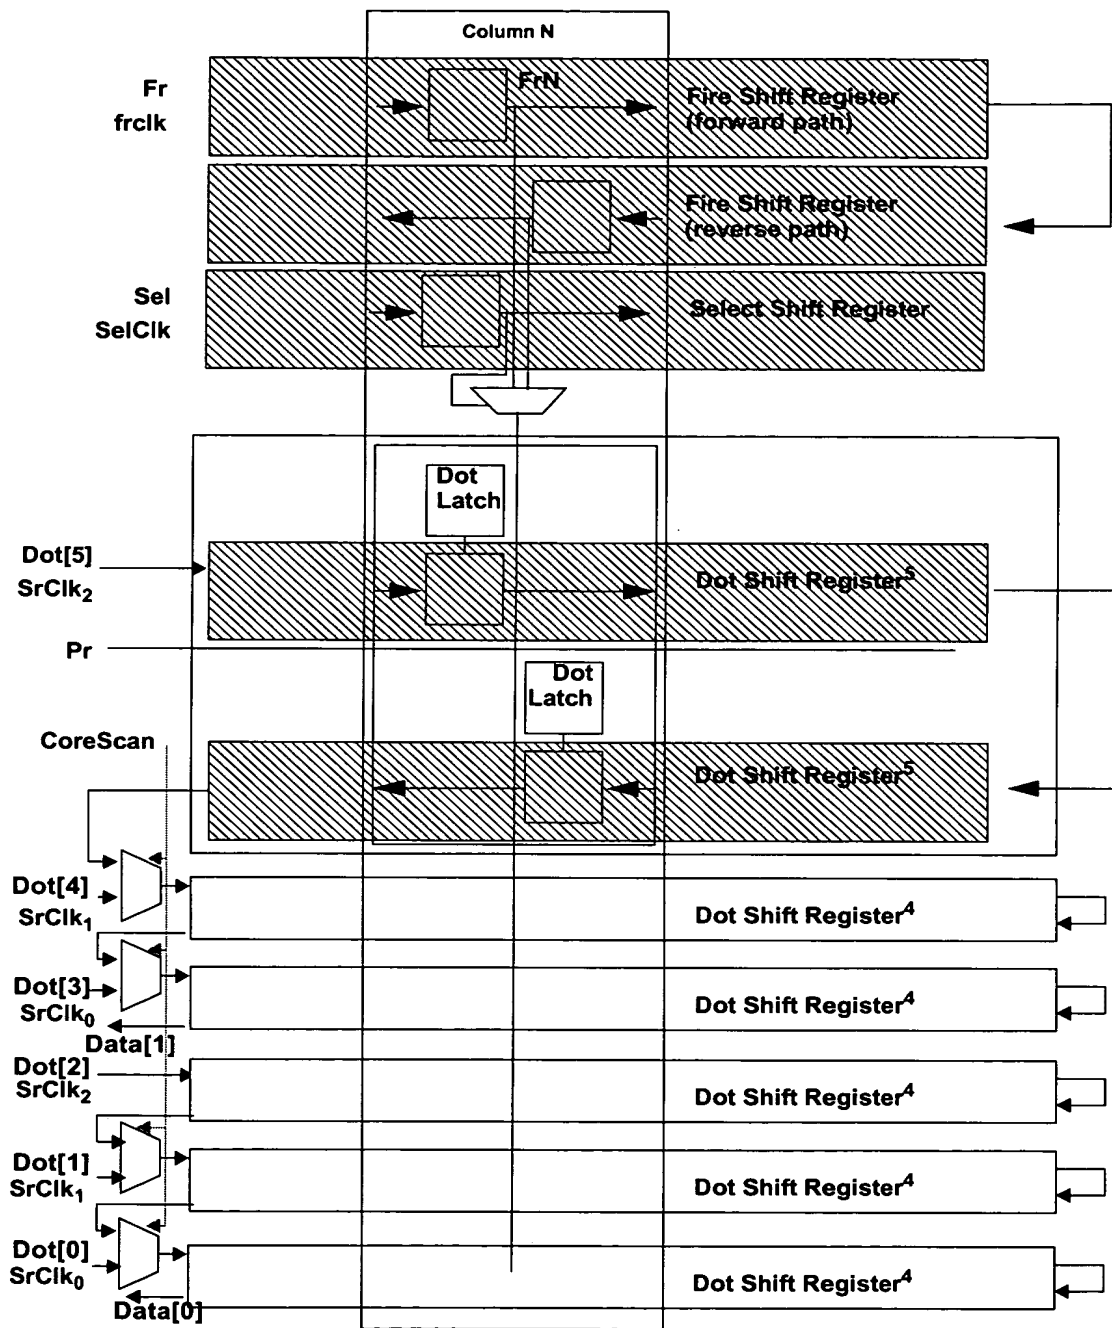 Column N
Fr
frclk
FrN
Fire Shift Register
(forward path)
Fire Shift Register
(reverse path)
Sel
SelClk
Select Shift Register
Dot
Latch
Dot[5]
SrClk₂
Dot Shift Register⁵
Pr
Dot
Latch
CoreScan
Dot Shift Register⁵
Dot[4]
SrClk₁
Dot Shift Register⁴
Dot[3]
SrClk₀
Dot Shift Register⁴
Data[1]
Dot[2]
SrClk₂
Dot Shift Register⁴
Dot[1]
SrClk₁
Dot Shift Register⁴
Dot[0]
SrClk₀
Dot Shift Register⁴
Data[0]